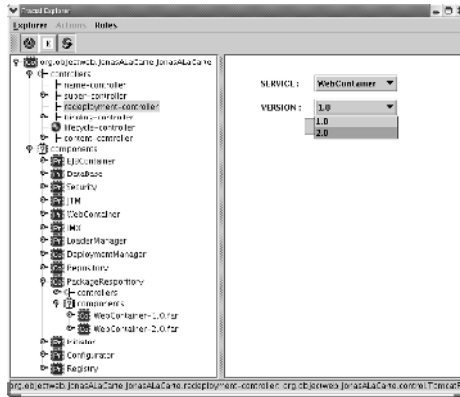 Fractal Explorer
Explorer Actions Roles
org.objectweb.JonasALaCarte.JonasALaCarte
controllers
name-controller
super-controller
redeployment-controller
binding-controller
lifecycle-controller
content-controller
components
EJBContainer
DataBase
Security
JTM
WebContainer
JMX
LoaderManager
DeploymentManager
Repository
PackageRespority
controllers
components
WebContainer-1.0.far
WebContainer-2.0.far
Initiator
Configurator
Registry
SERVICE : WebContainer
VERSION : 1.0
1.0
2.0
org.objectweb.JonasALaCarte.JonasALaCarte.redeployment-controller: org.objectweb.jonasALaCarte.control.TomcatR